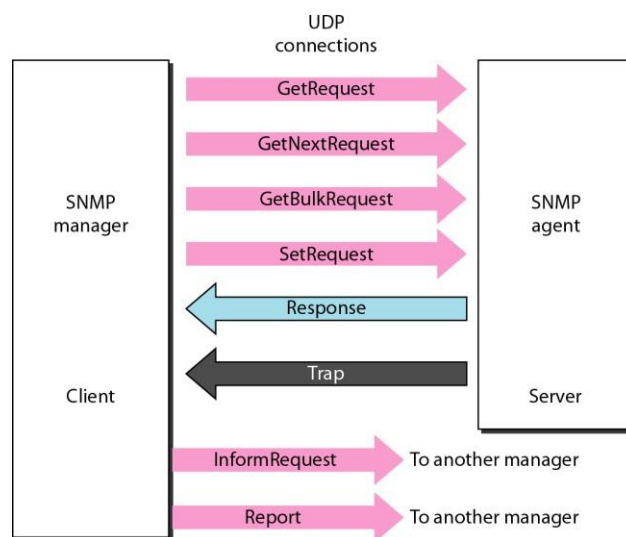 UDP
connections
GetRequest
GetNextRequest
SNMP
manager
GetBulkRequest
SNMP
agent
SetRequest
Response
Trap
Client
Server
InformRequest To another manager
Report To another manager